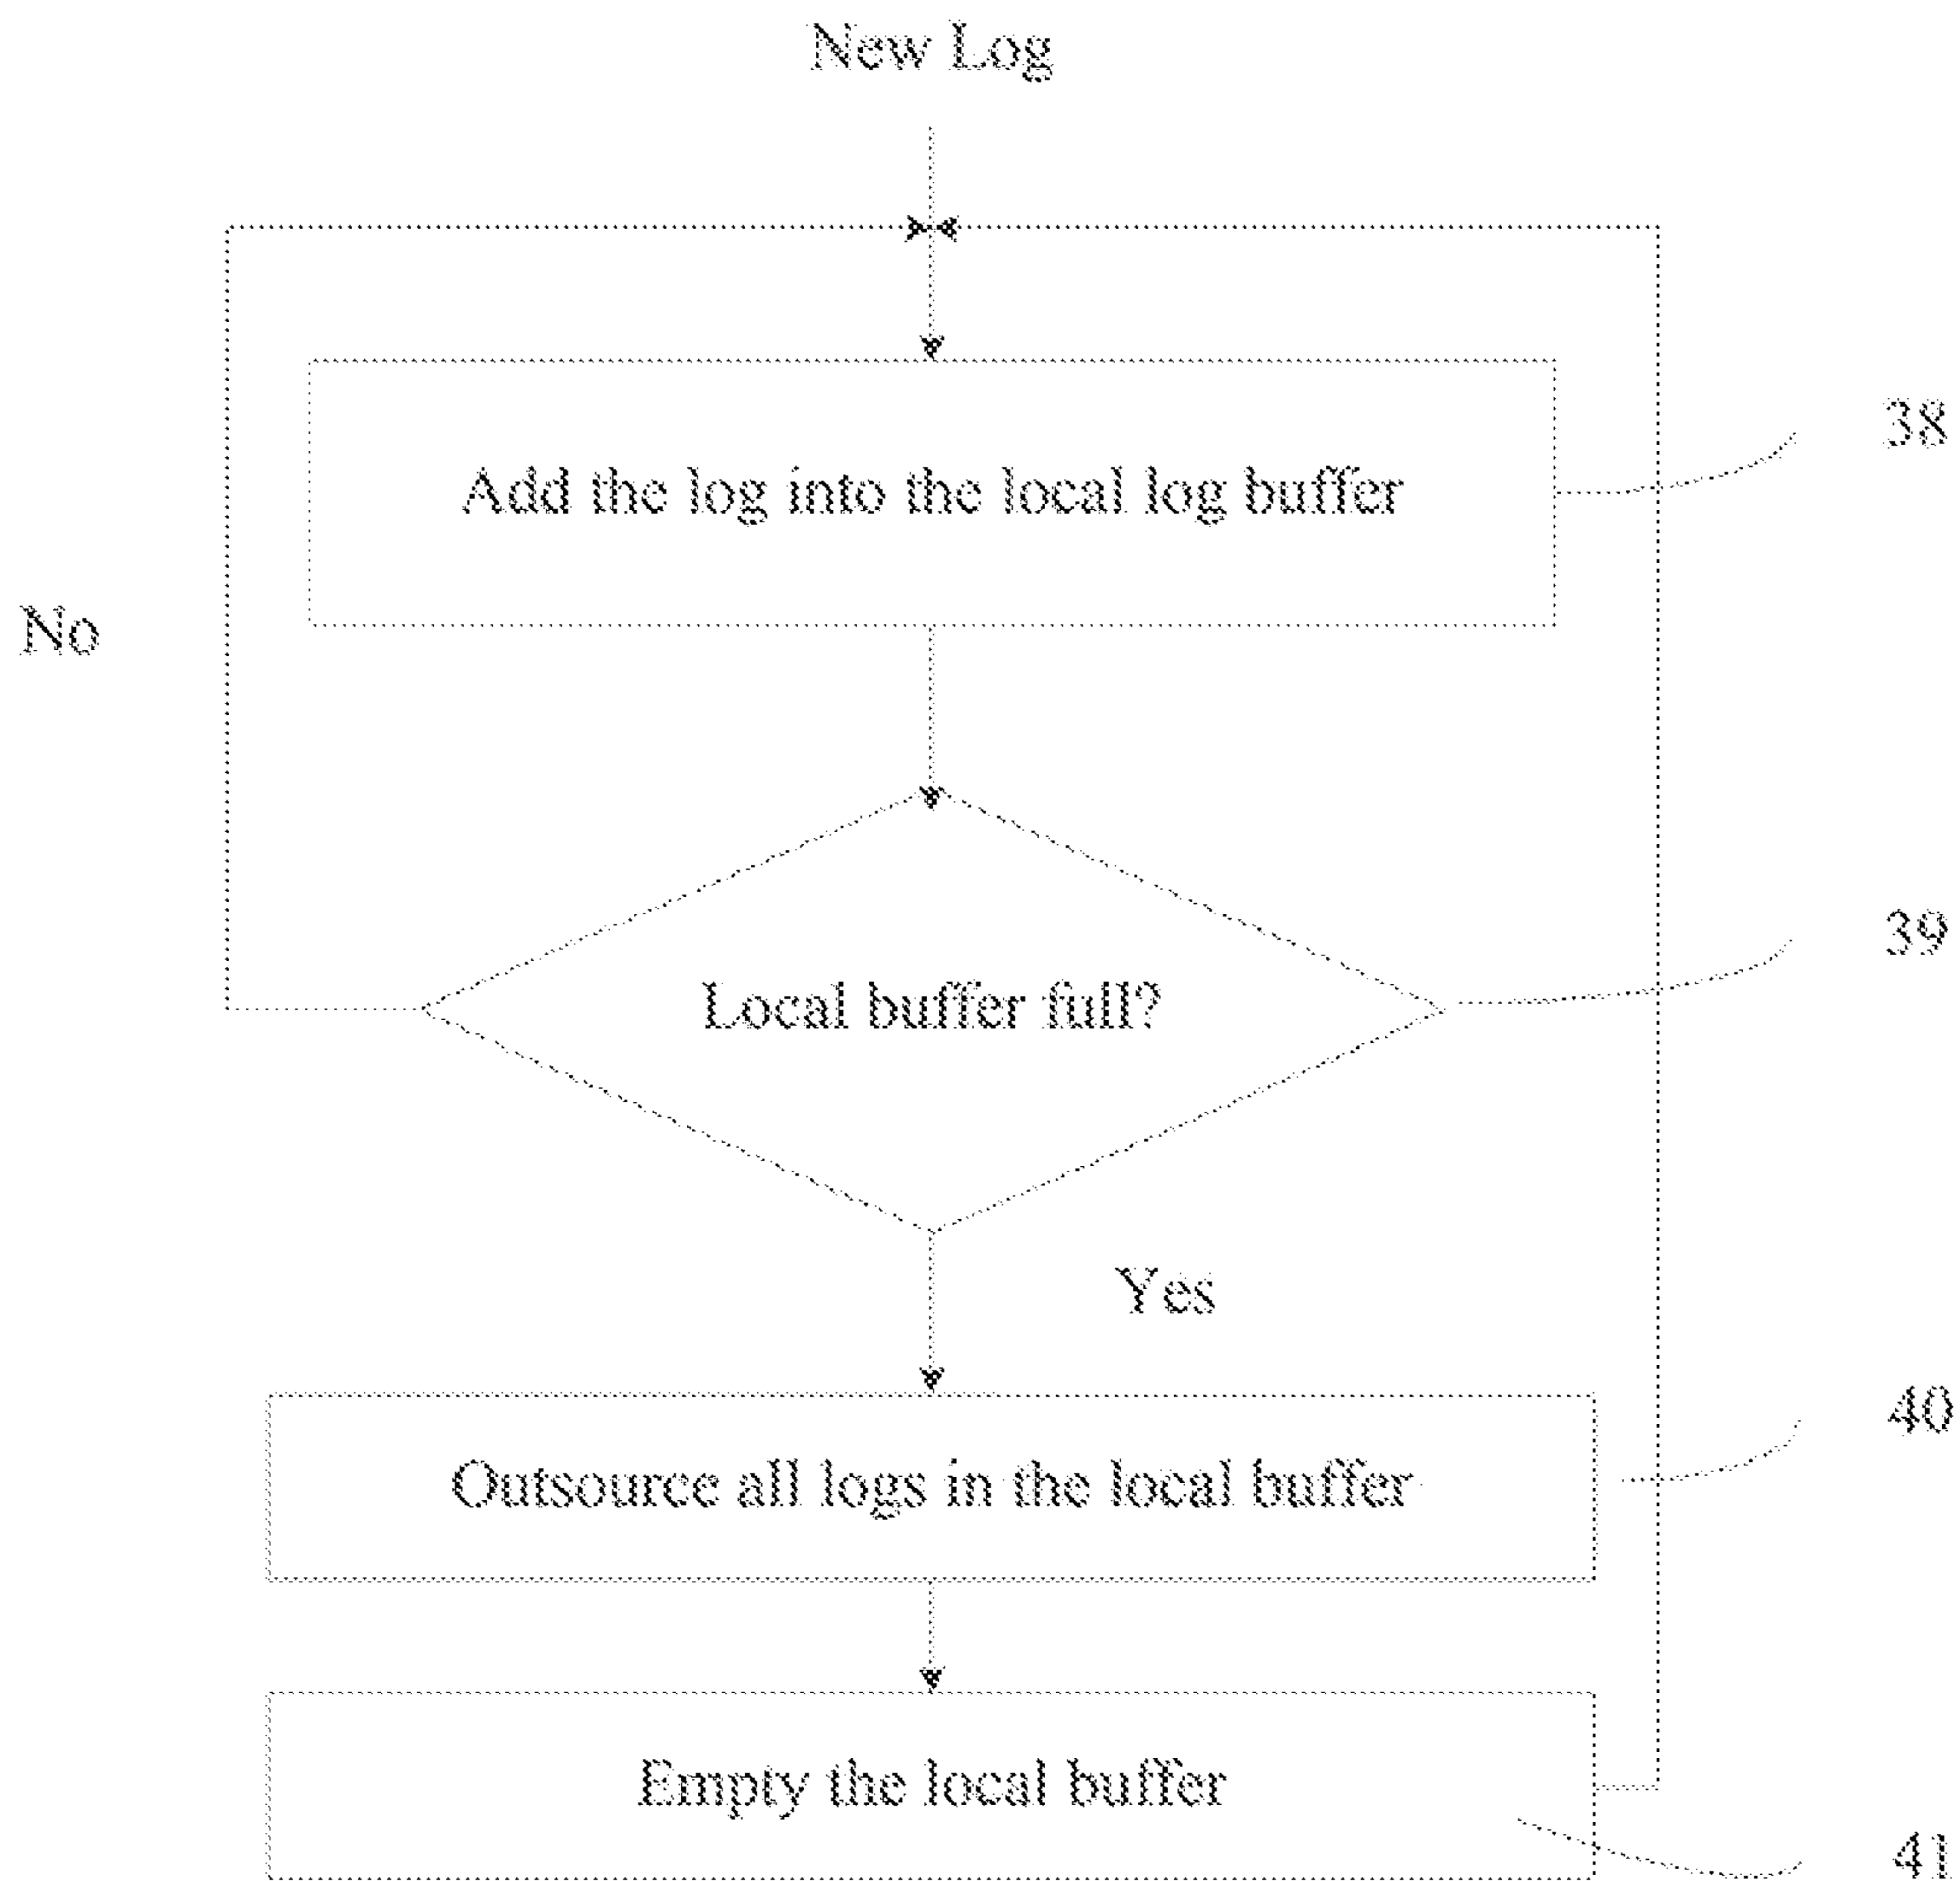 New Log
Add the log into the local log buffer
38
No
Local buffer full?
39
Yes
Outsource all logs in the local buffer
40
Empty the local buffer
41